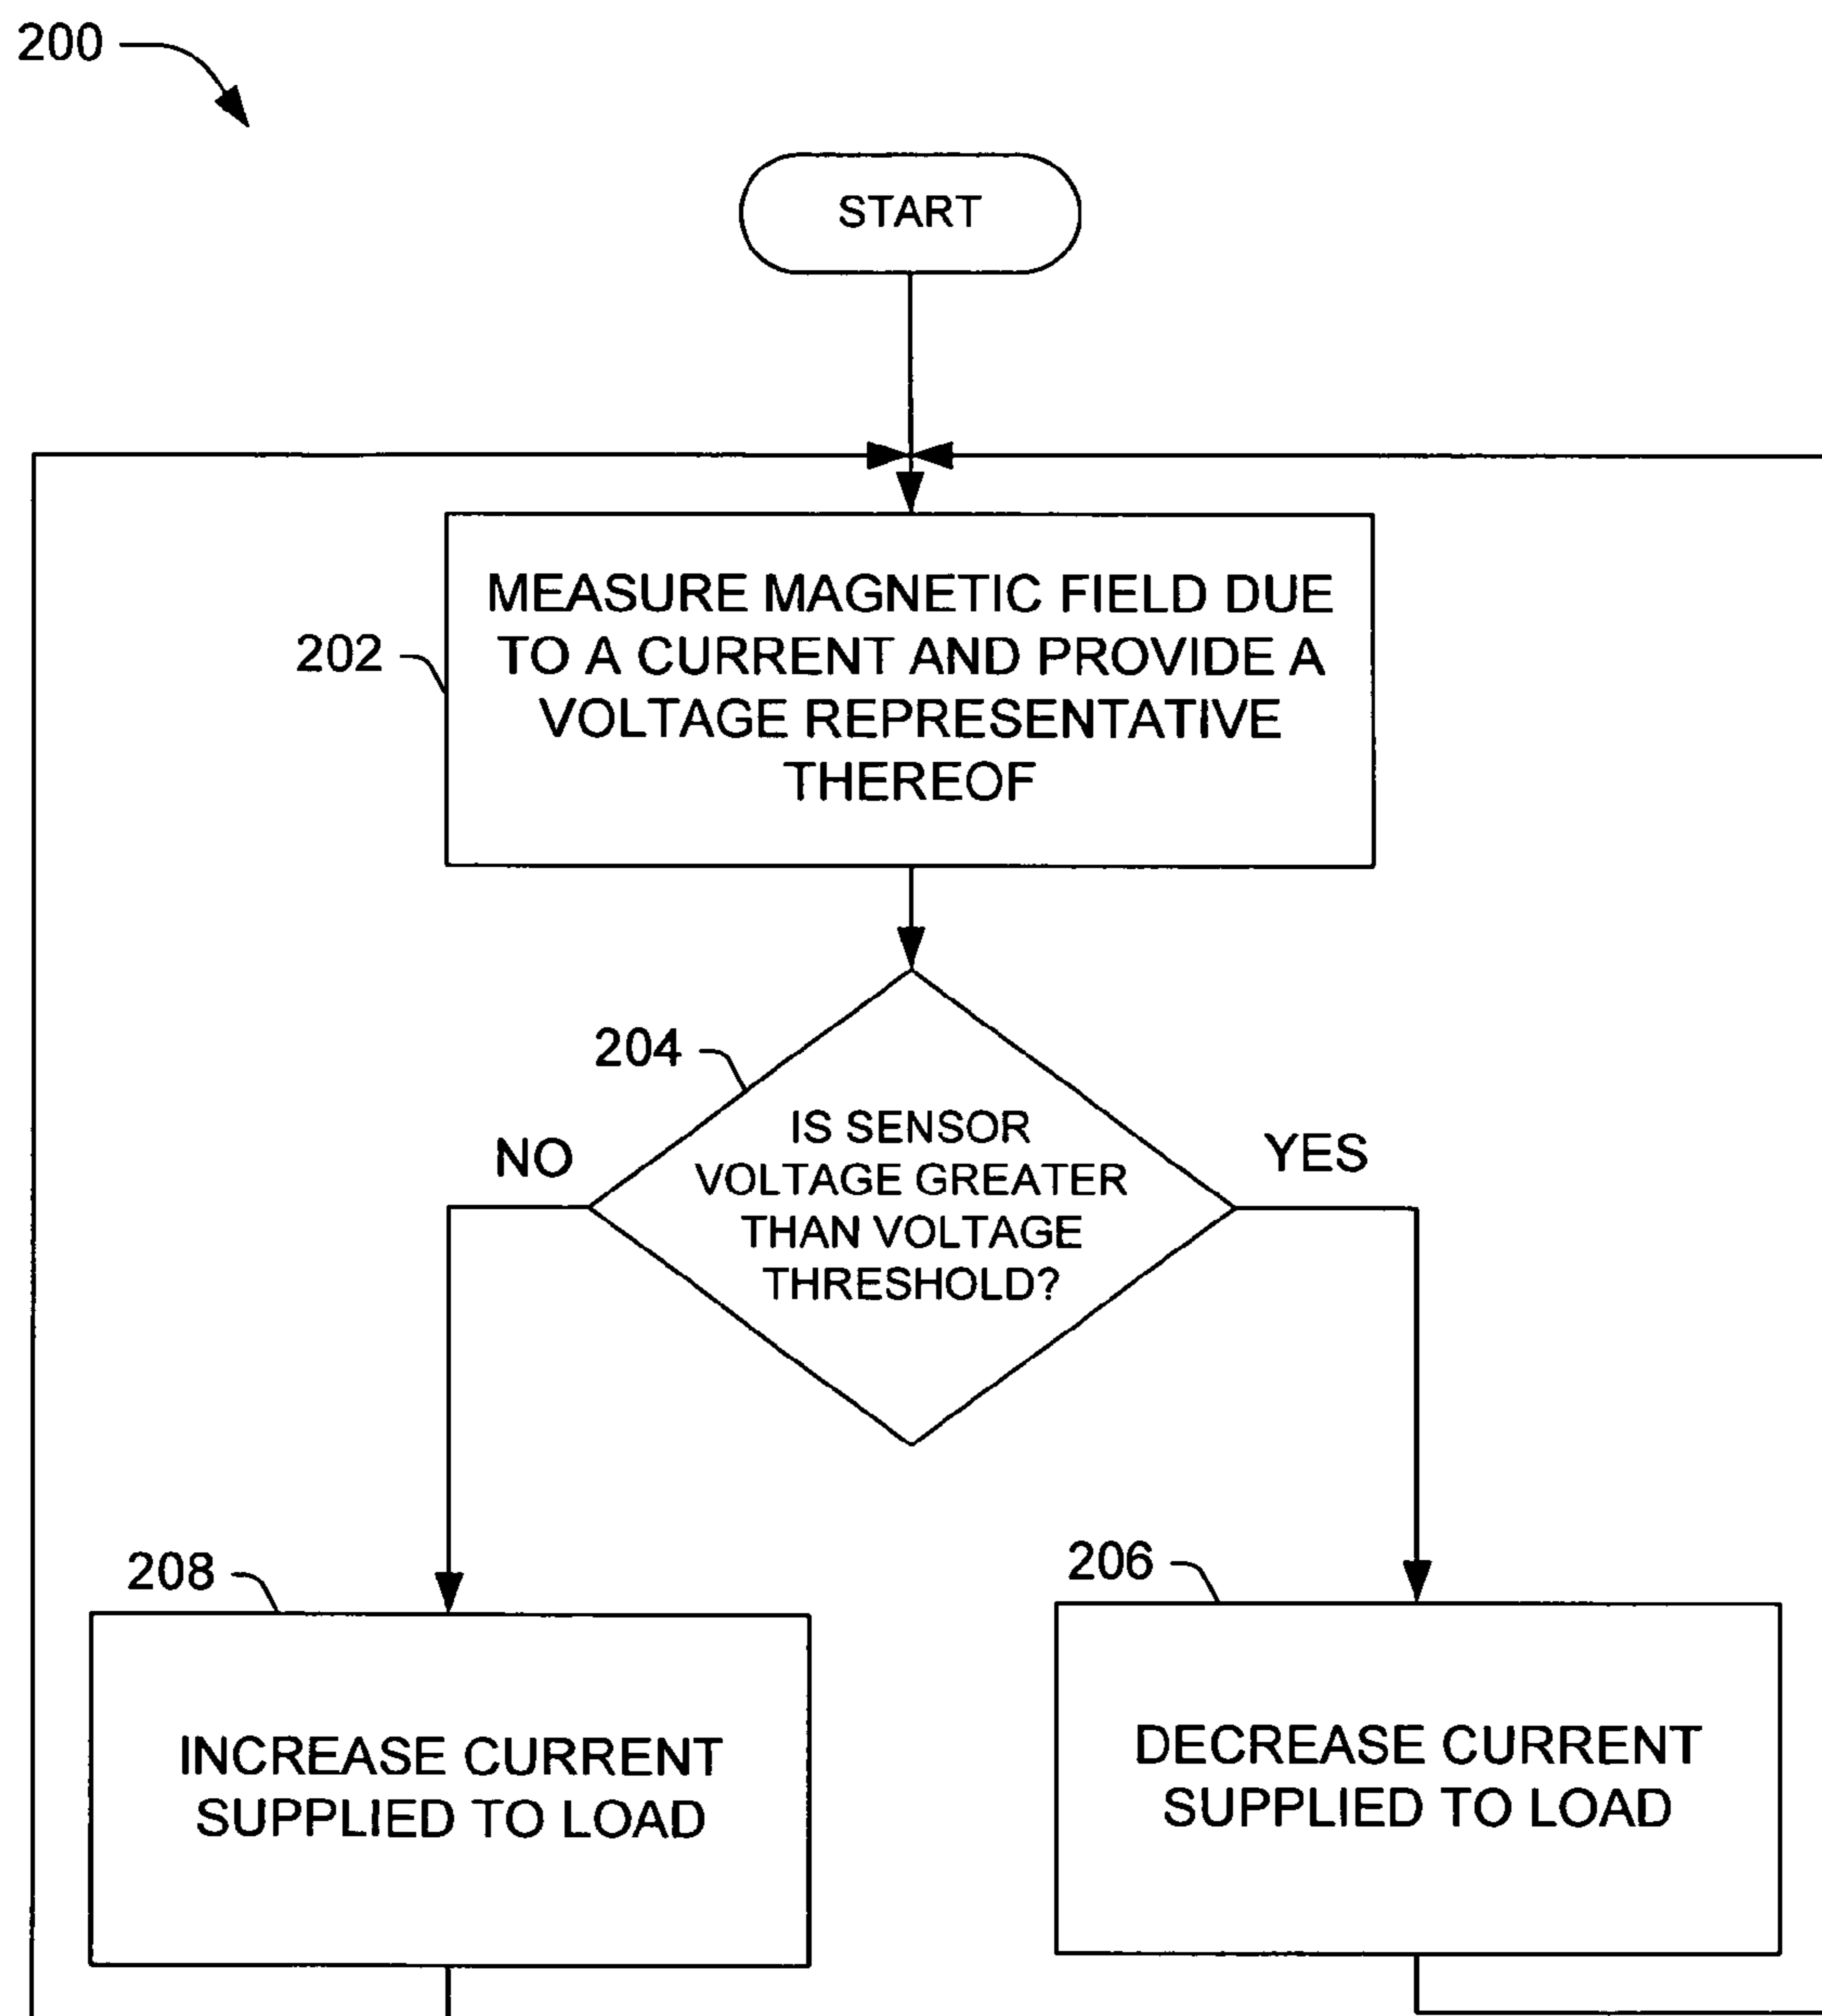 200
START
202
MEASURE MAGNETIC FIELD DUE
TO A CURRENT AND PROVIDE A
VOLTAGE REPRESENTATIVE
THEREOF
204
IS SENSOR
VOLTAGE GREATER
THAN VOLTAGE
THRESHOLD?
NO
YES
208
INCREASE CURRENT
SUPPLIED TO LOAD
206
DECREASE CURRENT
SUPPLIED TO LOAD